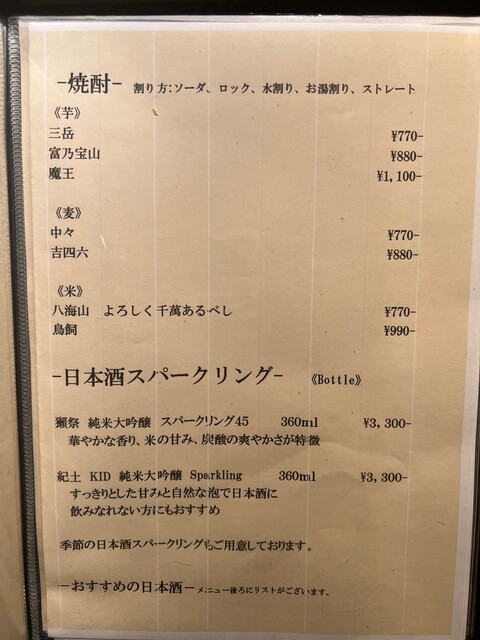 -焼酎- 割り方:ソーダ、ロック、水割り、お湯割り、ストレート
《芋》
三岳 ¥770-
富乃宝山 ¥880-
魔王 ¥1,100-
《麦》
中々 ¥770-
吉四六 ¥880-
《米》
八海山 よろしく千萬あるべし ¥770-
鳥飼 ¥990-
-日本酒スパークリング- 《Bottle》
獺祭 純米大吟醸 スパークリング45 360ml ¥3,300-
華やかな香り、米の甘み、炭酸の爽やかさが特徴
紀土 KID 純米大吟醸 Sparkling 360ml ¥3,300-
すっきりとした甘みと自然な泡で日本酒に
飲みなれない方にもおすすめ
季節の日本酒スパークリングもご用意しております。
-おすすめの日本酒- メニュー後ろにリストがございます。